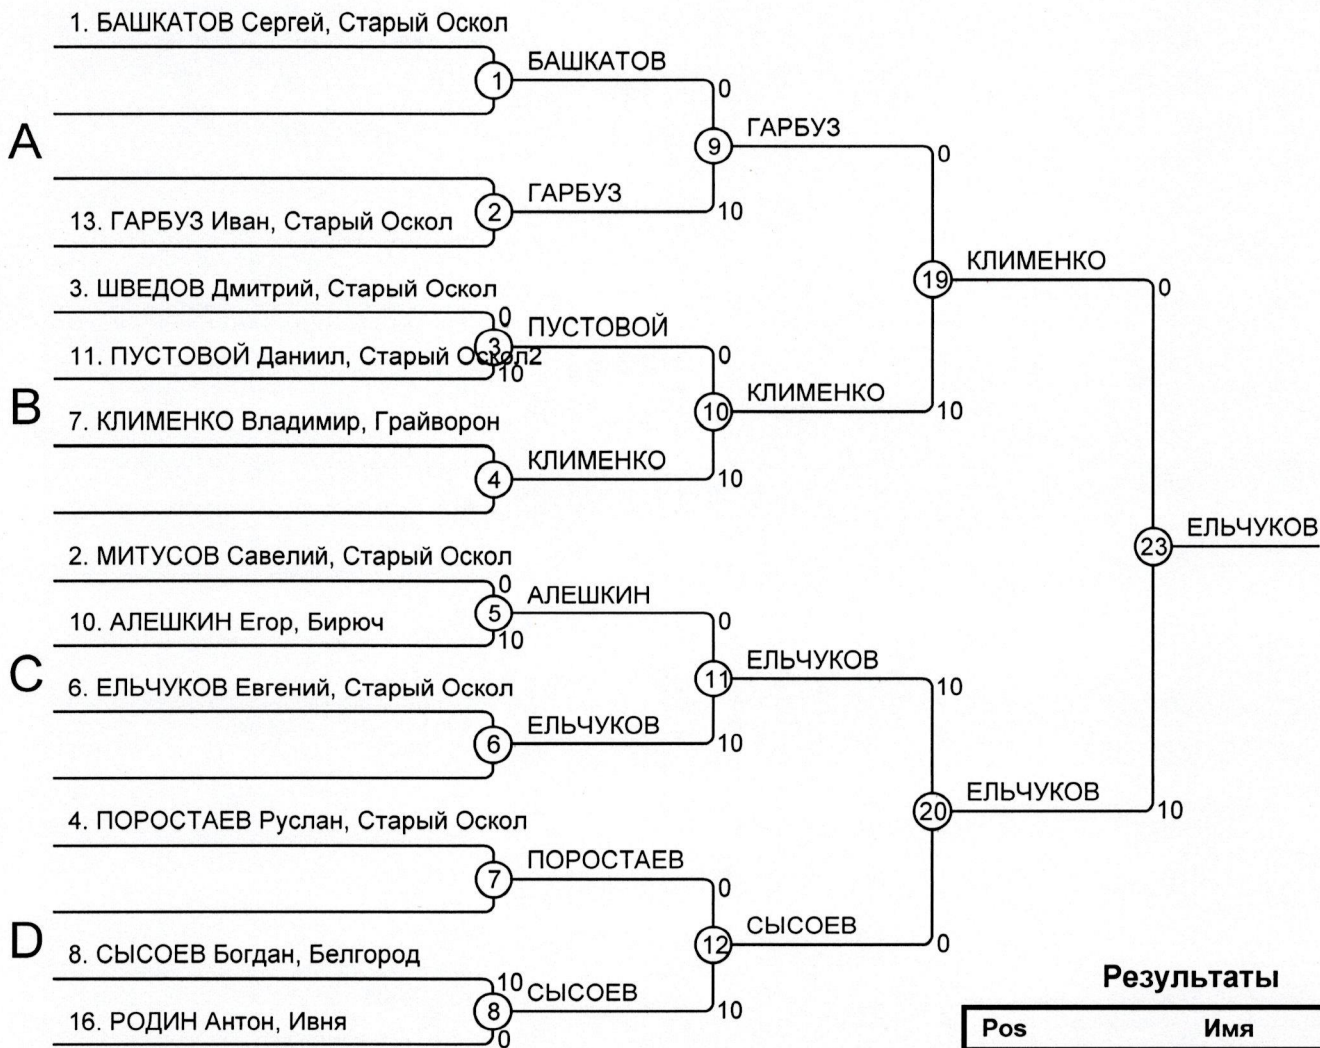 1. БАШКАТОВ Сергей, Старый Оскол
БАШКАТОВ
1
0
ГАРБУЗ
9
0
A
ГАРБУЗ
2
10
13. ГАРБУЗ Иван, Старый Оскол
КЛИМЕНКО
19
0
3. ШВЕДОВ Дмитрий, Старый Оскол
0
ПУСТОВОЙ
3
0
11. ПУСТОВОЙ Даниил, Старый Оскол2
10
B
КЛИМЕНКО
10
10
7. КЛИМЕНКО Владимир, Грайворон
КЛИМЕНКО
4
10
ЕЛЬЧУКОВ
23
2. МИТУСОВ Савелий, Старый Оскол
0
АЛЕШКИН
5
0
10. АЛЕШКИН Егор, Бирюч
10
C
ЕЛЬЧУКОВ
11
10
6. ЕЛЬЧУКОВ Евгений, Старый Оскол
ЕЛЬЧУКОВ
6
10
ЕЛЬЧУКОВ
20
10
4. ПОРОСТАЕВ Руслан, Старый Оскол
ПОРОСТАЕВ
7
0
D
СЫСОЕВ
12
0
8. СЫСОЕВ Богдан, Белгород
10
СЫСОЕВ
8
10
16. РОДИН Антон, Ивня
0
Результаты
Pos Имя